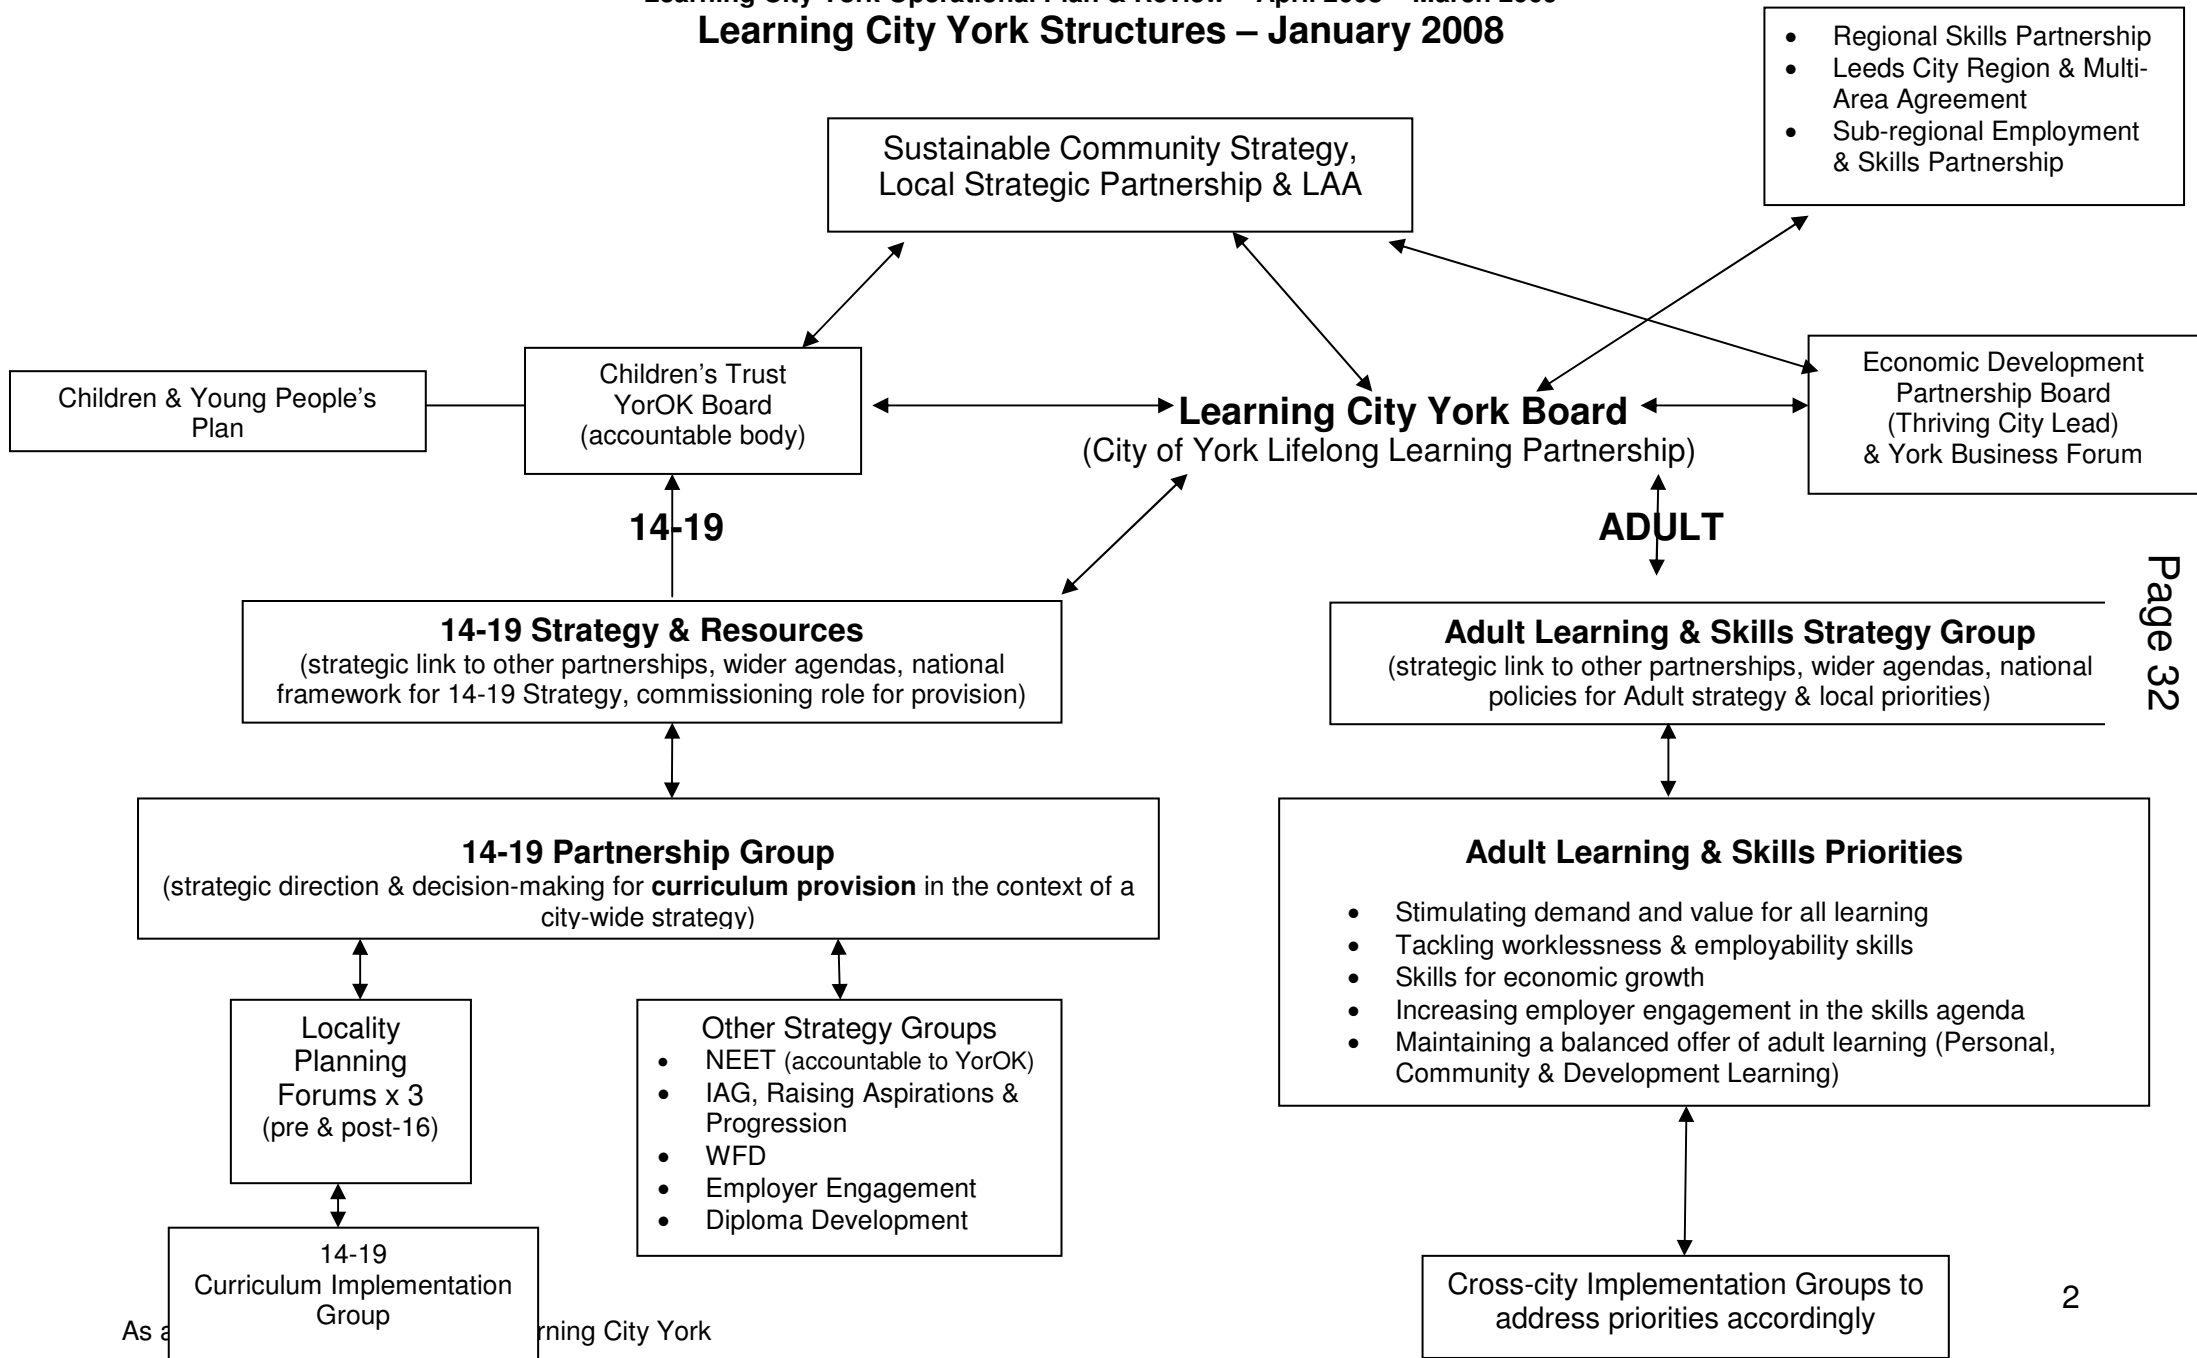 Learning City York Structures – January 2008
• Regional Skills Partnership
• Leeds City Region & Multi-
Area Agreement
• Sub-regional Employment
& Skills Partnership
Sustainable Community Strategy,
Local Strategic Partnership & LAA
Children & Young People's
Plan
Children's Trust
YorOK Board
(accountable body)
Learning City York Board
(City of York Lifelong Learning Partnership)
Economic Development
Partnership Board
(Thriving City Lead)
& York Business Forum
14-19
ADULT
Page 32
14-19 Strategy & Resources
(strategic link to other partnerships, wider agendas, national
framework for 14-19 Strategy, commissioning role for provision)
Adult Learning & Skills Strategy Group
(strategic link to other partnerships, wider agendas, national
policies for Adult strategy & local priorities)
14-19 Partnership Group
(strategic direction & decision-making for curriculum provision in the context of a
city-wide strategy)
Adult Learning & Skills Priorities
• Stimulating demand and value for all learning
• Tackling worklessness & employability skills
• Skills for economic growth
• Increasing employer engagement in the skills agenda
• Maintaining a balanced offer of adult learning (Personal,
Community & Development Learning)
Locality
Planning
Forums x 3
(pre & post-16)
Other Strategy Groups
• NEET (accountable to YorOK)
• IAG, Raising Aspirations &
Progression
• WFD
• Employer Engagement
• Diploma Development
14-19
Curriculum Implementation
Group
Cross-city Implementation Groups to
address priorities accordingly
2
As a rning City York